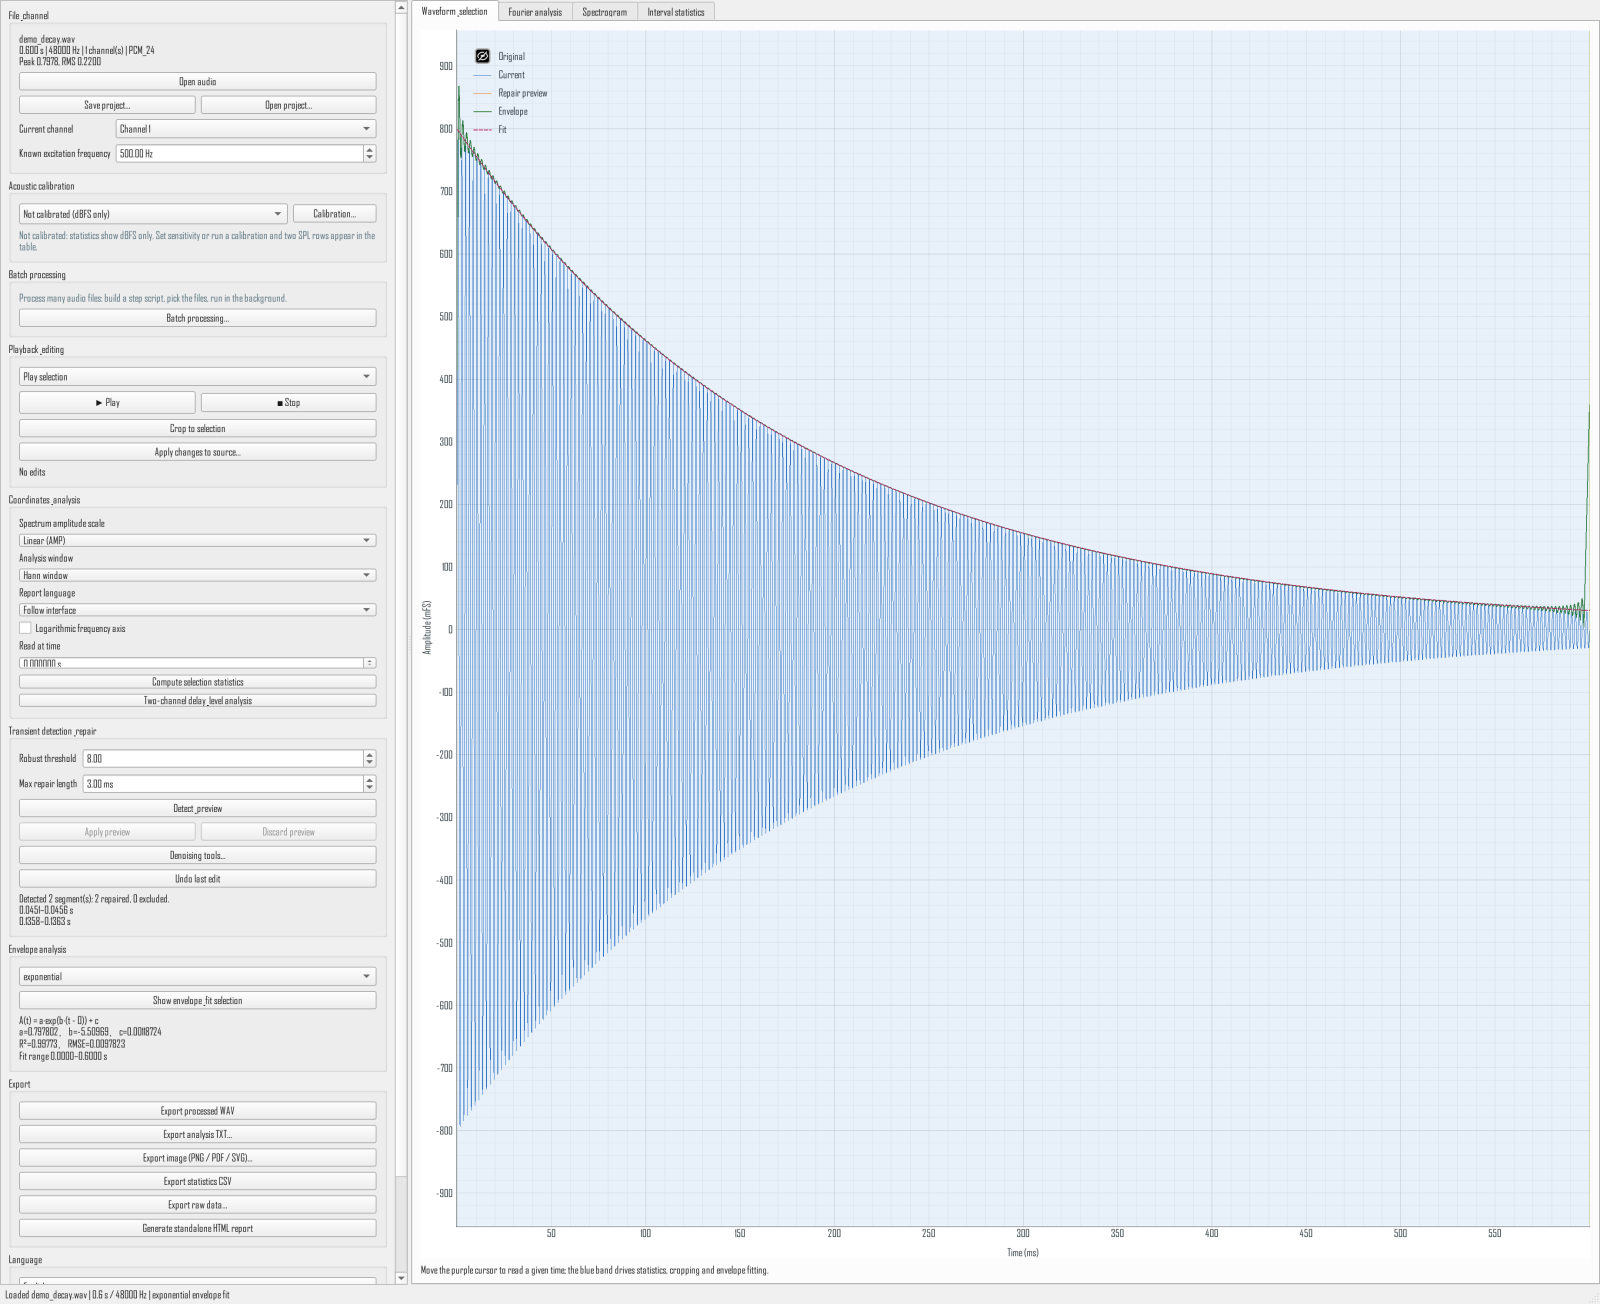 File_channel
demo_decay.wav
0.600 s | 48000 Hz | 1 channel(s) | PCM_24
Peak 0.7978, RMS 0.2200
Open audio
Save project...
Open project...
Current channel
Channel 1
Known excitation frequency
500.00 Hz
Acoustic calibration
Not calibrated (dBFS only)
Calibration...
Not calibrated: statistics show dBFS only. Set sensitivity or run a calibration and two SPL rows appear in the
table.
Batch processing
Process many audio files: build a step script, pick the files, run in the background.
Batch processing...
Playback_editing
Play selection
▶ Play
■ Stop
Crop to selection
Apply changes to source...
No edits
Coordinates_analysis
Spectrum amplitude scale
Linear (AMP)
Analysis window
Hann window
Report language
Follow interface
Logarithmic frequency axis
Read at time
0.000000 s
Compute selection statistics
Two-channel delay_level analysis
Transient detection_repair
Robust threshold
8.00
Max repair length
3.00 ms
Detect_preview
Apply preview
Discard preview
Denoising tools...
Undo last edit
Detected 2 segment(s): 2 repaired, 0 excluded.
0.0451–0.0456 s
0.1358–0.1363 s
Envelope analysis
exponential
Show envelope_fit selection
A(t) = a·exp(b·(t - 0)) + c
a=0.797802, b=-5.50969, c=0.00118724
R²=0.99773, RMSE=0.0097823
Fit range 0.0000–0.6000 s
Export
Export processed WAV
Export analysis TXT...
Export image (PNG / PDF / SVG)...
Export statistics CSV
Export raw data...
Generate standalone HTML report
Language
Loaded demo_decay.wav | 0.6 s / 48000 Hz | exponential envelope fit
Waveform_selection
Fourier analysis
Spectrogram
Interval statistics
Original
Current
Repair preview
Envelope
Fit
900
800
700
600
500
400
300
200
100
0
-100
-200
-300
-400
-500
-600
-700
-800
-900
Amplitude (mFS)
50
100
150
200
250
300
350
400
450
500
550
Time (ms)
Move the purple cursor to read a given time; the blue band drives statistics, cropping and envelope fitting.